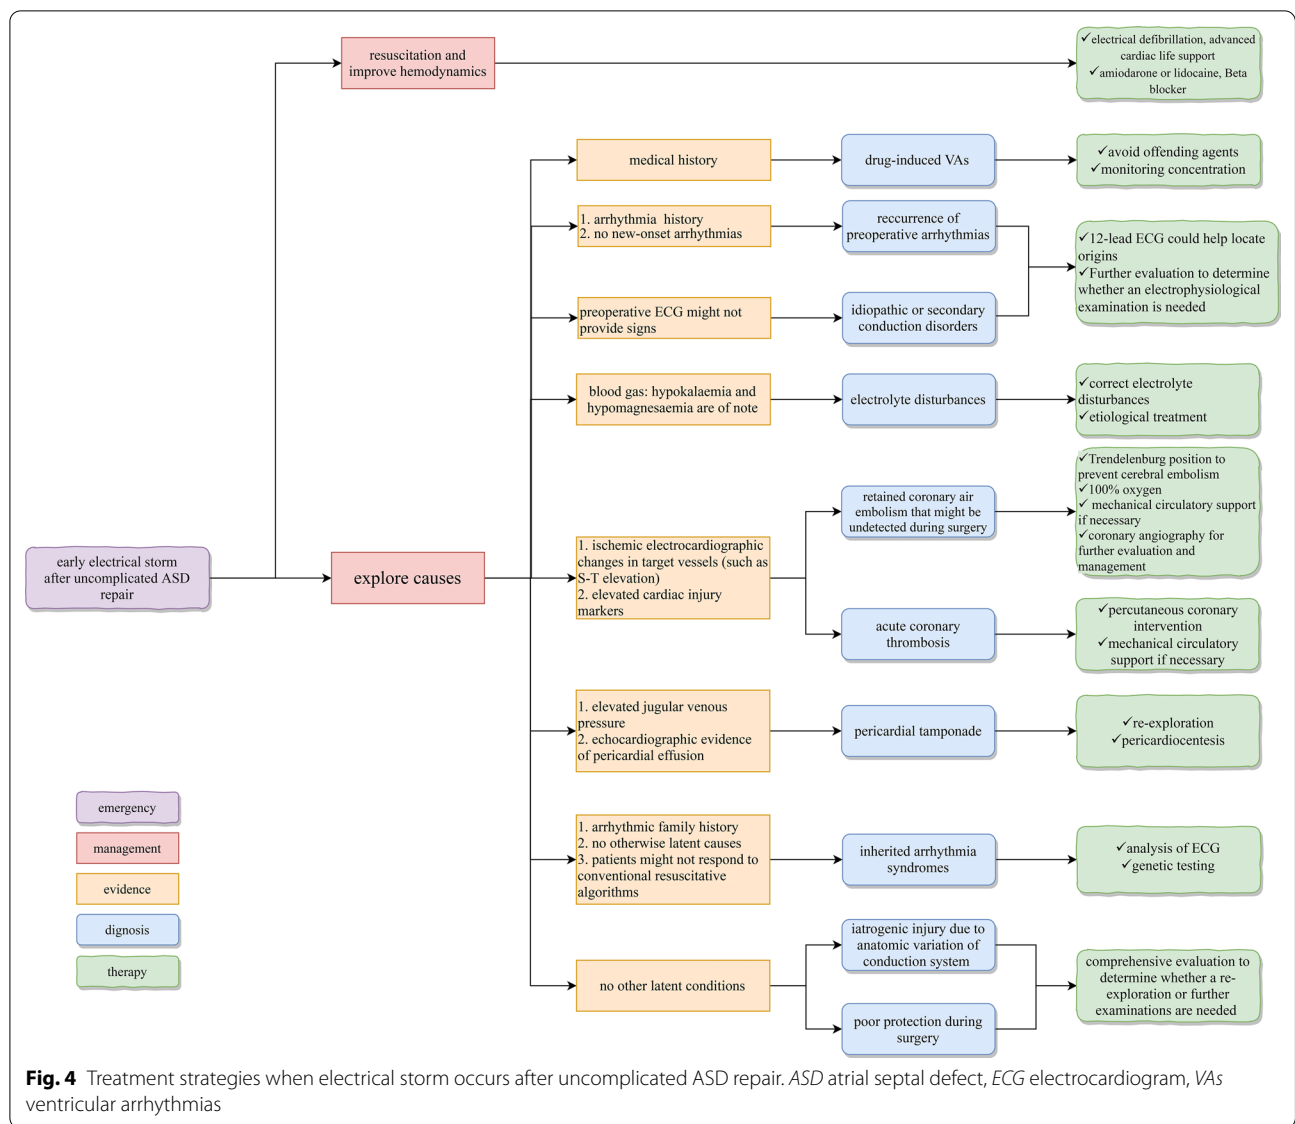 resuscitation and
improve hemodynamics
✓electrical defibrillation, advanced
cardiac life support
✓amiodarone or lidocaine, Beta
blocker
medical history
drug-induced VAs
✓avoid offending agents
✓monitoring concentration
1. arrhythmia history
2. no new-onset arrhythmias
reccurrence of
preoperative arrhythmias
✓12-lead ECG could help locate
origins
✓Further evaluation to determine
whether an electrophysiological
examination is needed
preoperative ECG might not
provide signs
idiopathic or secondary
conduction disorders
blood gas: hypokalaemia and
hypomagnesaemia are of note
electrolyte disturbances
✓correct electrolyte
disturbances
✓etiological treatment
early electrical storm
after uncomplicated ASD
repair
explore causes
1. ischemic electrocardiographic
changes in target vessels (such as
S-T elevation)
2. elevated cardiac injury
markers
retained coronary air
embolism that might be
undetected during surgery
✓Trendelenburg position to
prevent cerebral embolism
✓100% oxygen
✓ mechanical circulatory support
if necessary
✓coronary angiography for
further evaluation and
management
acute coronary
thrombosis
✓percutaneous coronary
intervention
✓mechanical circulatory
support if necessary
1. elevated jugular venous
pressure
2. echocardiographic evidence
of pericardial effusion
pericardial tamponade
✓re-exploration
✓pericardiocentesis
1. arrhythmic family history
2. no otherwise latent causes
3. patients might not respond to
conventional resuscitative
algorithms
inherited arrhythmia
syndromes
✓analysis of ECG
✓genetic testing
no other latent conditions
iatrogenic injury due to
anatomic variation of
conduction system
poor protection during
surgery
comprehensive evaluation to
determine whether a re-
exploration or further
examinations are needed
emergency
management
evidence
dignosis
therapy
Fig. 4 Treatment strategies when electrical storm occurs after uncomplicated ASD repair. ASD atrial septal defect, ECG electrocardiogram, VAs
ventricular arrhythmias